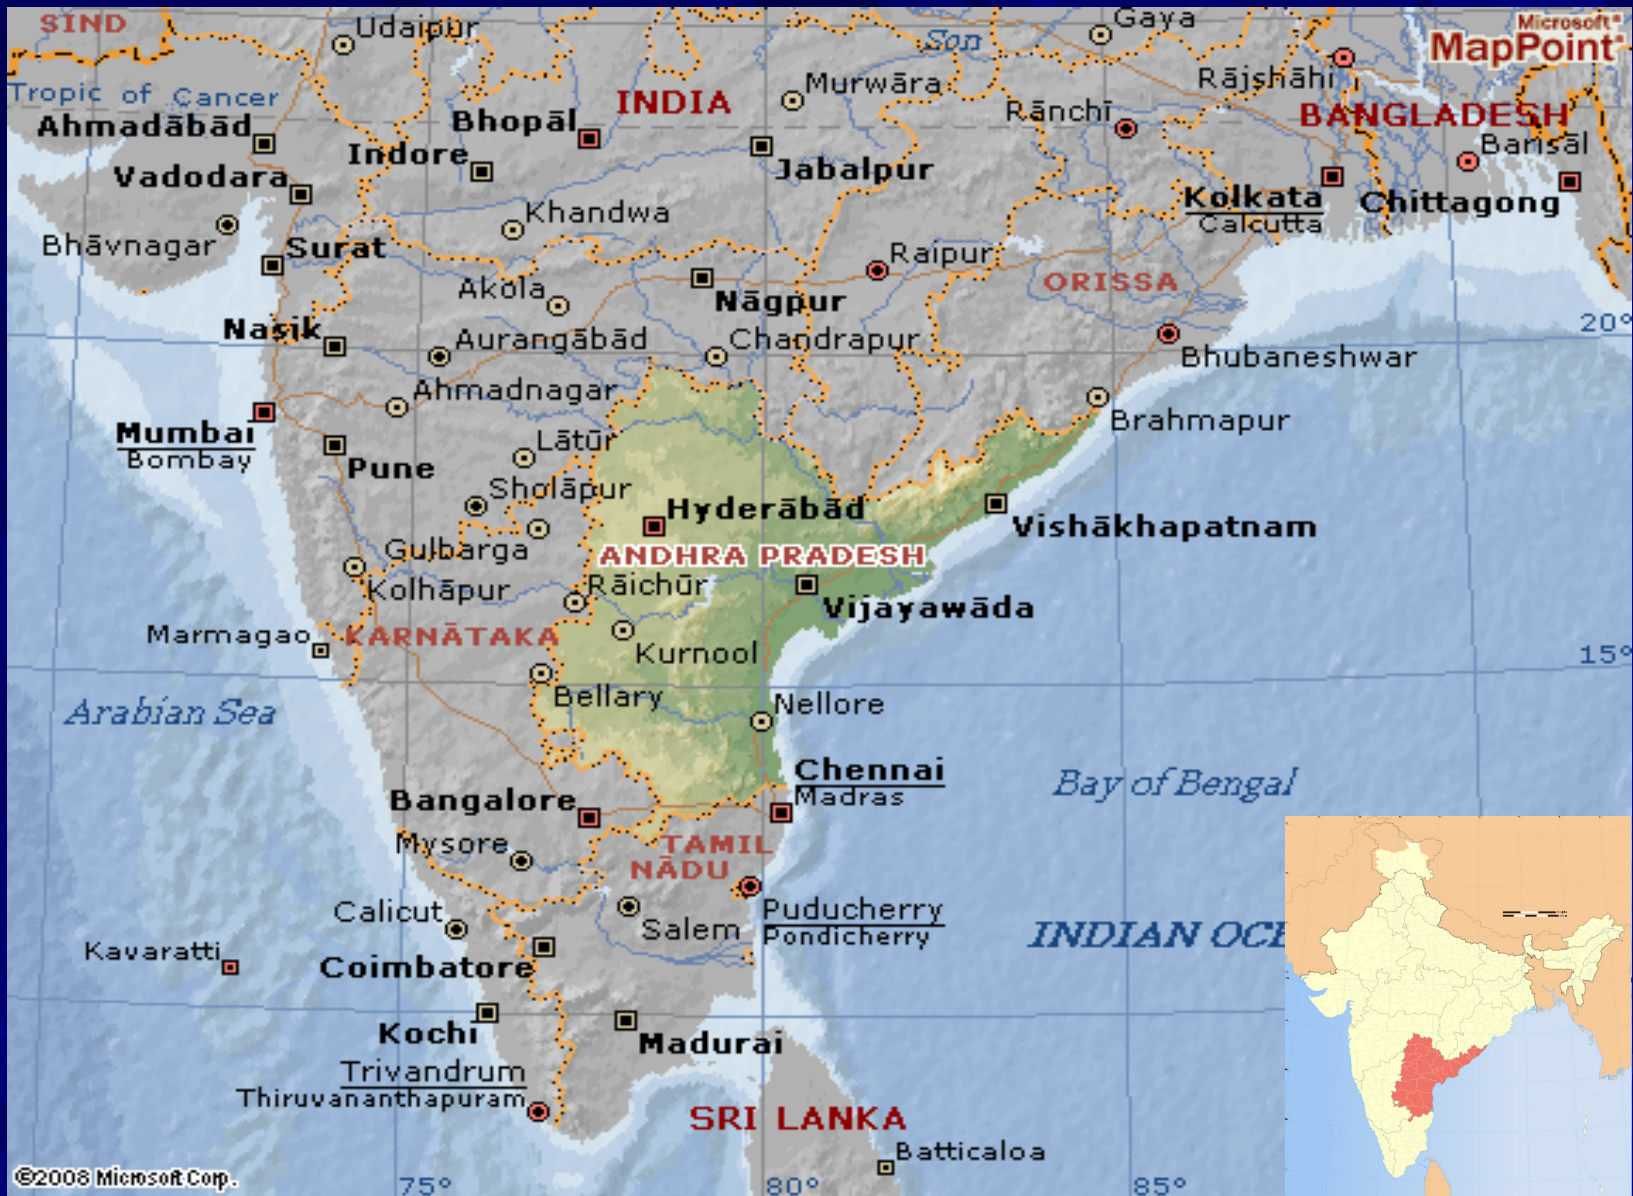 SIND
Udaipur
Son
Gaya
Microsoft®
MapPoint®
Murwāra
Rājshāhi
Tropic of Cancer
INDIA
Rānchī
BANGLADESH
Ahmadābād
Bhopāl
Barisāl
Indore
Jabalpur
Vadodara
Kolkata
Calcutta
Chittagong
Khandwa
Bhāvnagar
Surat
Raipur
Akola
ORISSA
Nāgpur
Nasik
20°
Aurangābād
Chandrapur
Bhubaneshwar
Ahmadnagar
Brahmapur
Mumbai
Bombay
Lātūr
Pune
Sholāpur
Hyderābād
Vishākhapatnam
Gulbarga
ANDHRA PRADESH
Kolhāpur
Rāichūr
Vijayawāda
Marmagao
KARNĀTAKA
Kurnool
15°
Bellary
Nellore
Arabian Sea
Chennai
Madras
Bay of Bengal
Bangalore
Mysore
TAMIL
NĀDU
Calicut
Salem
Puducherry
Pondicherry
INDIAN OCE
Kavaratti
Coimbatore
Kochi
Madurai
Trivandrum
Thiruvananthapuram
SRI LANKA
Batticaloa
©2008 Microsoft Corp.
75°
80°
85°